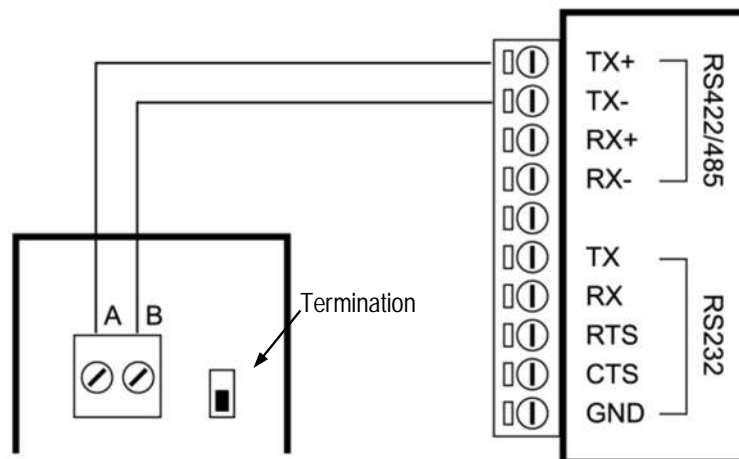 TX+
TX-
RX+
RX-
RS422/485
TX
RX
RTS
CTS
GND
RS232
A B
Termination